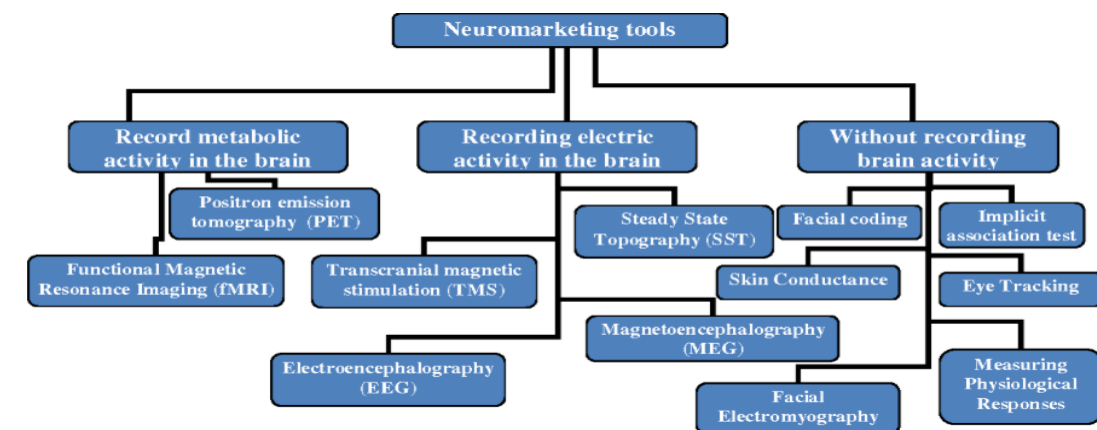 Neuromarketing tools
Record metabolic
activity in the brain
Recording electric
activity in the brain
Without recording
brain activity
Positron emission
tomography (PET)
Functional Magnetic
Resonance Imaging (fMRI)
Steady State
Topography (SST)
Transcranial magnetic
stimulation (TMS)
Magnetoencephalography
(MEG)
Electroencephalography
(EEG)
Facial coding
Implicit
association test
Skin Conductance
Eye Tracking
Measuring
Physiological
Responses
Facial
Electromyography